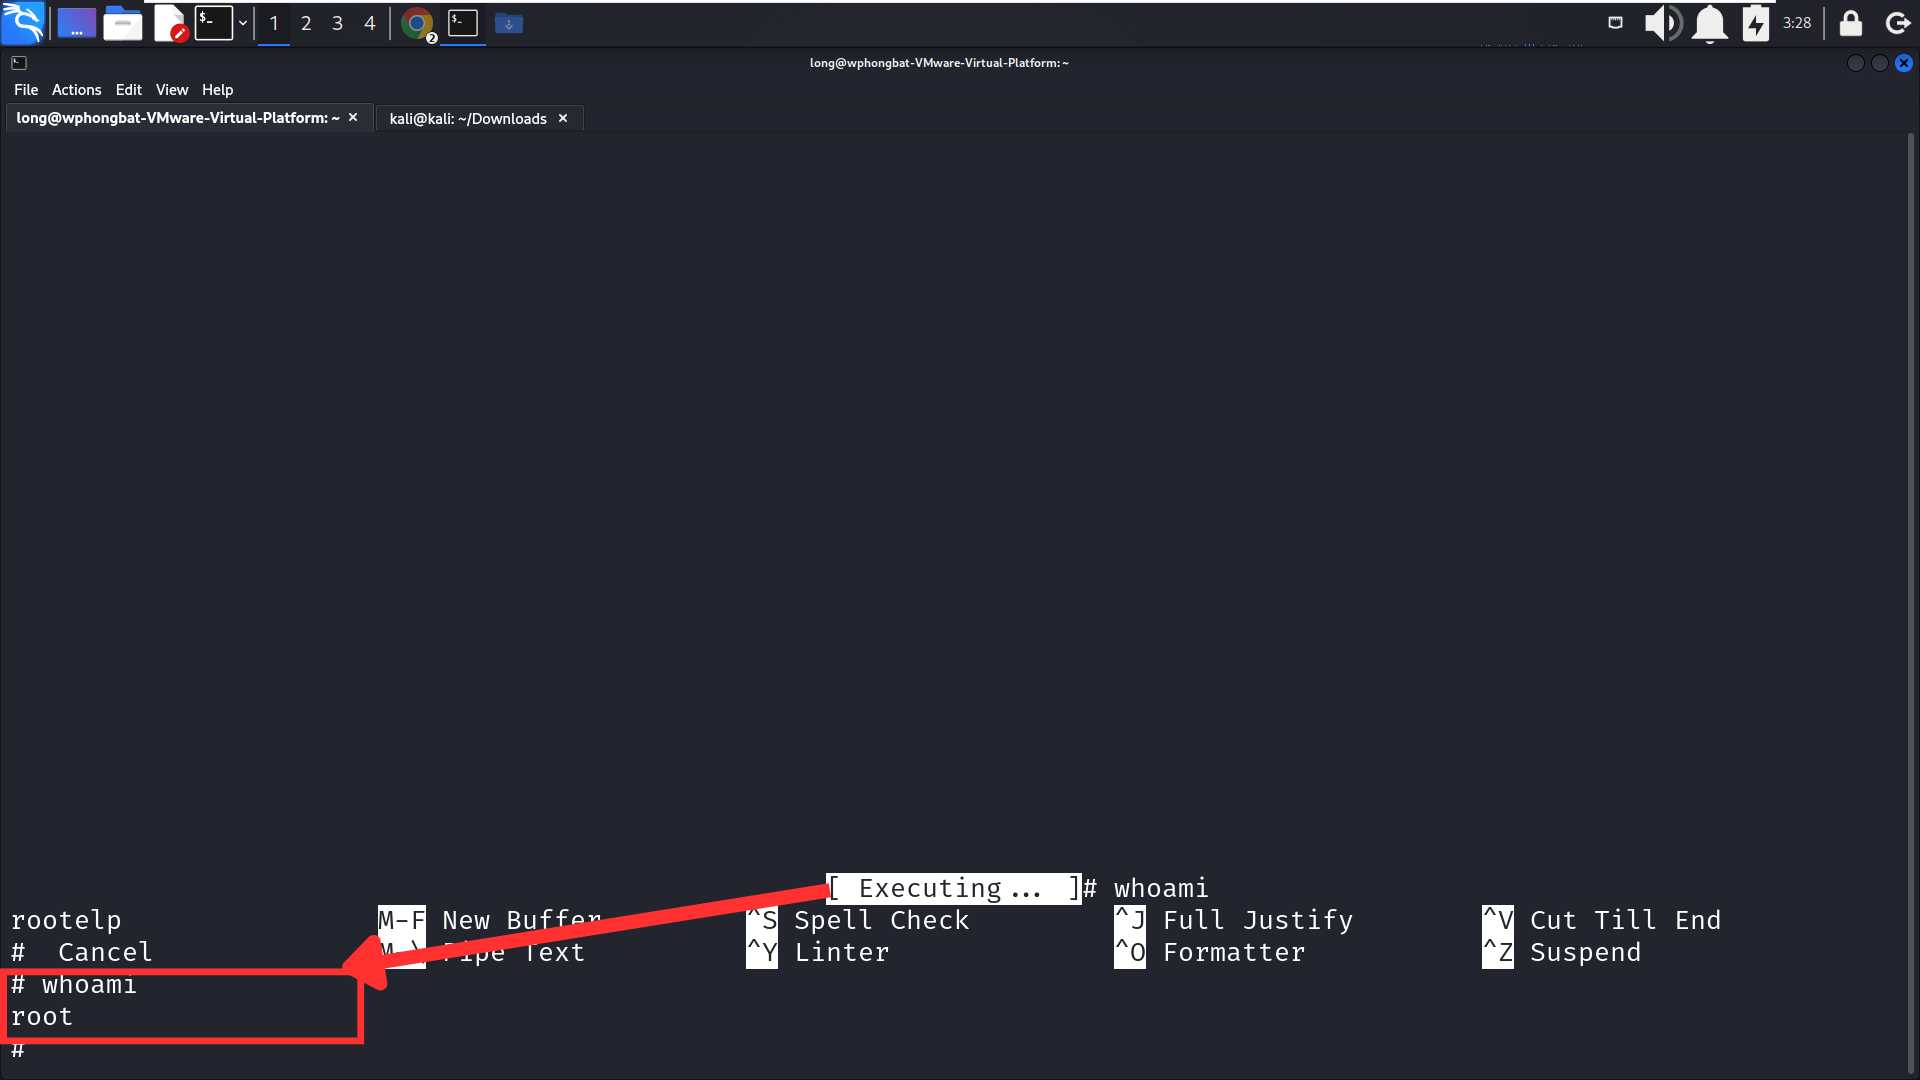 1 2 3 4 2 3:28
long@wphongbat-VMware-Virtual-Platform: ~
File Actions Edit View Help
long@wphongbat-VMware-Virtual-Platform: ~ × kali@kali: ~/Downloads ×
[ Executing... ]# whoami
rootelp M-F New Buffer ^S Spell Check ^J Full Justify ^V Cut Till End
# Cancel M-\ Pipe Text ^Y Linter ^O Formatter ^Z Suspend
# whoami
root
#